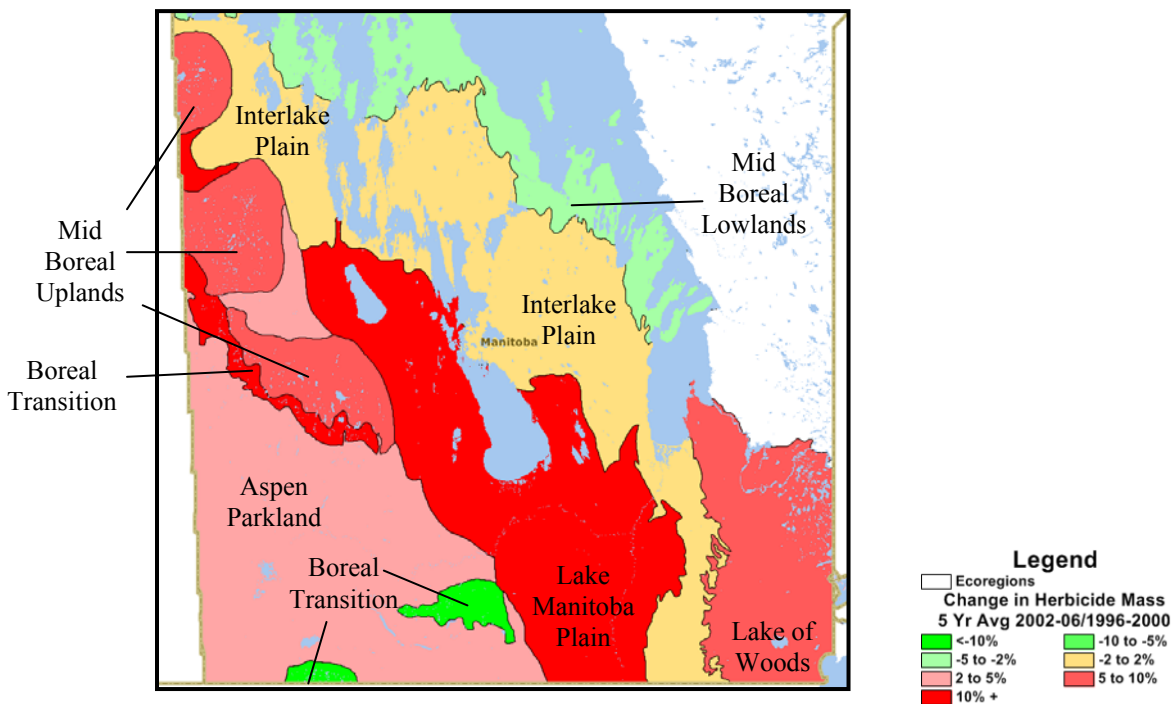 Interlake
Plain
Mid
Boreal
Lowlands
Mid
Boreal
Uplands
Interlake
Plain
Manitoba
Boreal
Transition
Aspen
Parkland
Boreal
Transition
Lake
Manitoba
Plain
Lake of
Woods
Legend
Ecoregions
Change in Herbicide Mass
5 Yr Avg 2002-06/1996-2000
<-10%
-10 to -5%
-5 to -2%
-2 to 2%
2 to 5%
5 to 10%
10% +